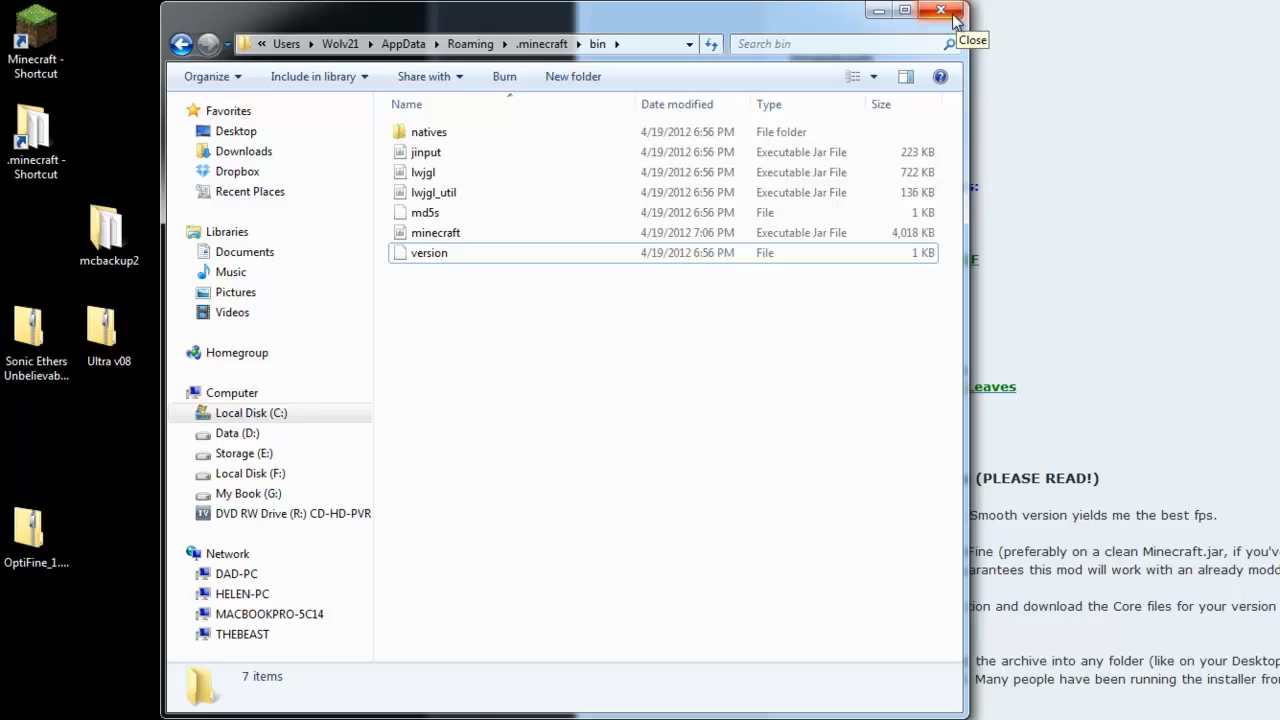 Minecraft -
Shortcut
.minecraft -
Shortcut
mcbackup2
Sonic Ethers
Unbelievab...
Ultra v08
OptiFine_1....
« Users Wolv21 AppData Roaming .minecraft bin
Search bin
Close
Organize Include in library Share with Burn New folder
Favorites
Desktop
Downloads
Dropbox
Recent Places
Libraries
Documents
Music
Pictures
Videos
Homegroup
Computer
Local Disk (C:)
Data (D:)
Storage (E:)
Local Disk (F:)
My Book (G:)
DVD RW Drive (R:) CD-HD-PVR
Network
DAD-PC
HELEN-PC
MACBOOKPRO-5C14
THEBEAST
Name Date modified Type Size
natives 4/19/2012 6:56 PM File folder
jinput 4/19/2012 6:56 PM Executable Jar File 223 KB
lwjgl 4/19/2012 6:56 PM Executable Jar File 722 KB
lwjgl_util 4/19/2012 6:56 PM Executable Jar File 136 KB
md5s 4/19/2012 6:56 PM File 1 KB
minecraft 4/19/2012 7:06 PM Executable Jar File 4,018 KB
version 4/19/2012 6:56 PM File 1 KB
7 items
s:
F
Leaves
(PLEASE READ!)
Smooth version yields me the best fps.
Fine (preferably on a clean Minecraft.jar, if you'v
arantees this mod will work with an already modd
ion and download the Core files for your version
the archive into any folder (like on your Desktop
Many people have been running the installer fro